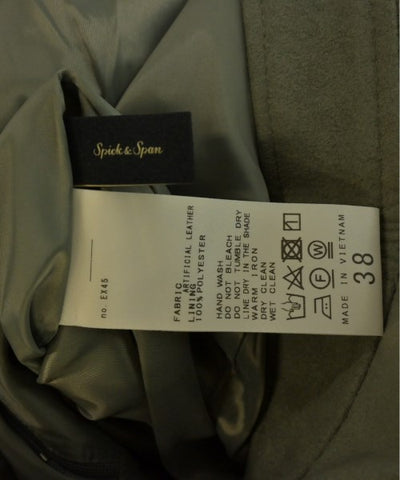 Spick & Span
no. EX45
FABRIC
ARTIFICIAL LEATHER
LINING
100% POLYESTER
HAND WASH
DO NOT BLEACH
DO NOT TUMBLE DRY
LINE DRY IN THE SHADE
WARM IRON
DRY CLEAN
WET CLEAN
F W
MADE IN VIETNAM
38